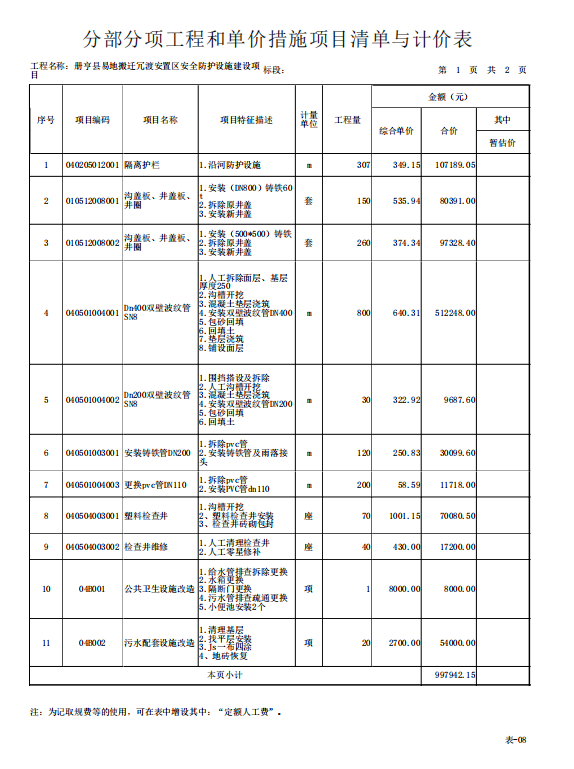 分部分项工程和单价措施项目清单与计价表
工程名称: 册亨县易地搬迁冗渡安置区安全防护设施建设项目 标段: 第 1 页 共 2 页
序号 项目编码 项目名称 项目特征描述 计量单位 工程量 金额（元）
综合单价 合价 其中
暂估价
1 040205012001 隔离护栏 1.沿河防护设施 m 307 349.15 107189.05
2 010512008001 沟盖板、井盖板、井圈 1.安装（DN800）铸铁60t 套 150 535.94 80391.00
2.拆除原井盖
3.安装新井盖
3 010512008002 沟盖板、井盖板、井圈 1.安装（500*500）铸铁 套 260 374.34 97328.40
2.拆除原井盖
3.安装新井盖
4 040501004001 Dn400双壁波纹管SN8 1.人工拆除面层、基层厚度250 m 800 640.31 512248.00
2.沟槽开挖
3.混凝土垫层浇筑
4.安装双壁波纹管DN400
5.包砂回填
6.回填土
7.垫层浇筑
8.铺设面层
5 040501004002 Dn200双壁波纹管SN8 1.围挡搭设及拆除 m 30 322.92 9687.60
2.人工沟槽开挖
3.混凝土垫层浇筑
4.安装双壁波纹管DN200
5.包砂回填
6.回填土
6 040501003001 安装铸铁管DN200 1.拆除pvc管 m 120 250.83 30099.60
2.安装铸铁管及雨落接头
7 040501004003 更换pvc管DN110 1.拆除pvc管 m 200 58.59 11718.00
2.安装PVC管dn110
8 040504003001 塑料检查井 1.沟槽开挖 座 70 1001.15 70080.50
2、塑料检查井安装
3、检查井砖砌包封
9 040504003002 检查井维修 1.人工清理检查井 座 40 430.00 17200.00
2.人工零星修补
10 04B001 公共卫生设施改造 1.给水管排查拆除更换 项 1 8000.00 8000.00
2.水箱更换
3.隔断门更换
4.污水管排查疏通更换
5.小便池安装2个
11 04B002 污水配套设施改造 1.清理基层 项 20 2700.00 54000.00
2.找平层安装
3.Js一布四涂
4、地砖恢复
本页小计 997942.15
注: 为记取规费等的使用，可在表中增设其中: “定额人工费”。
表-08